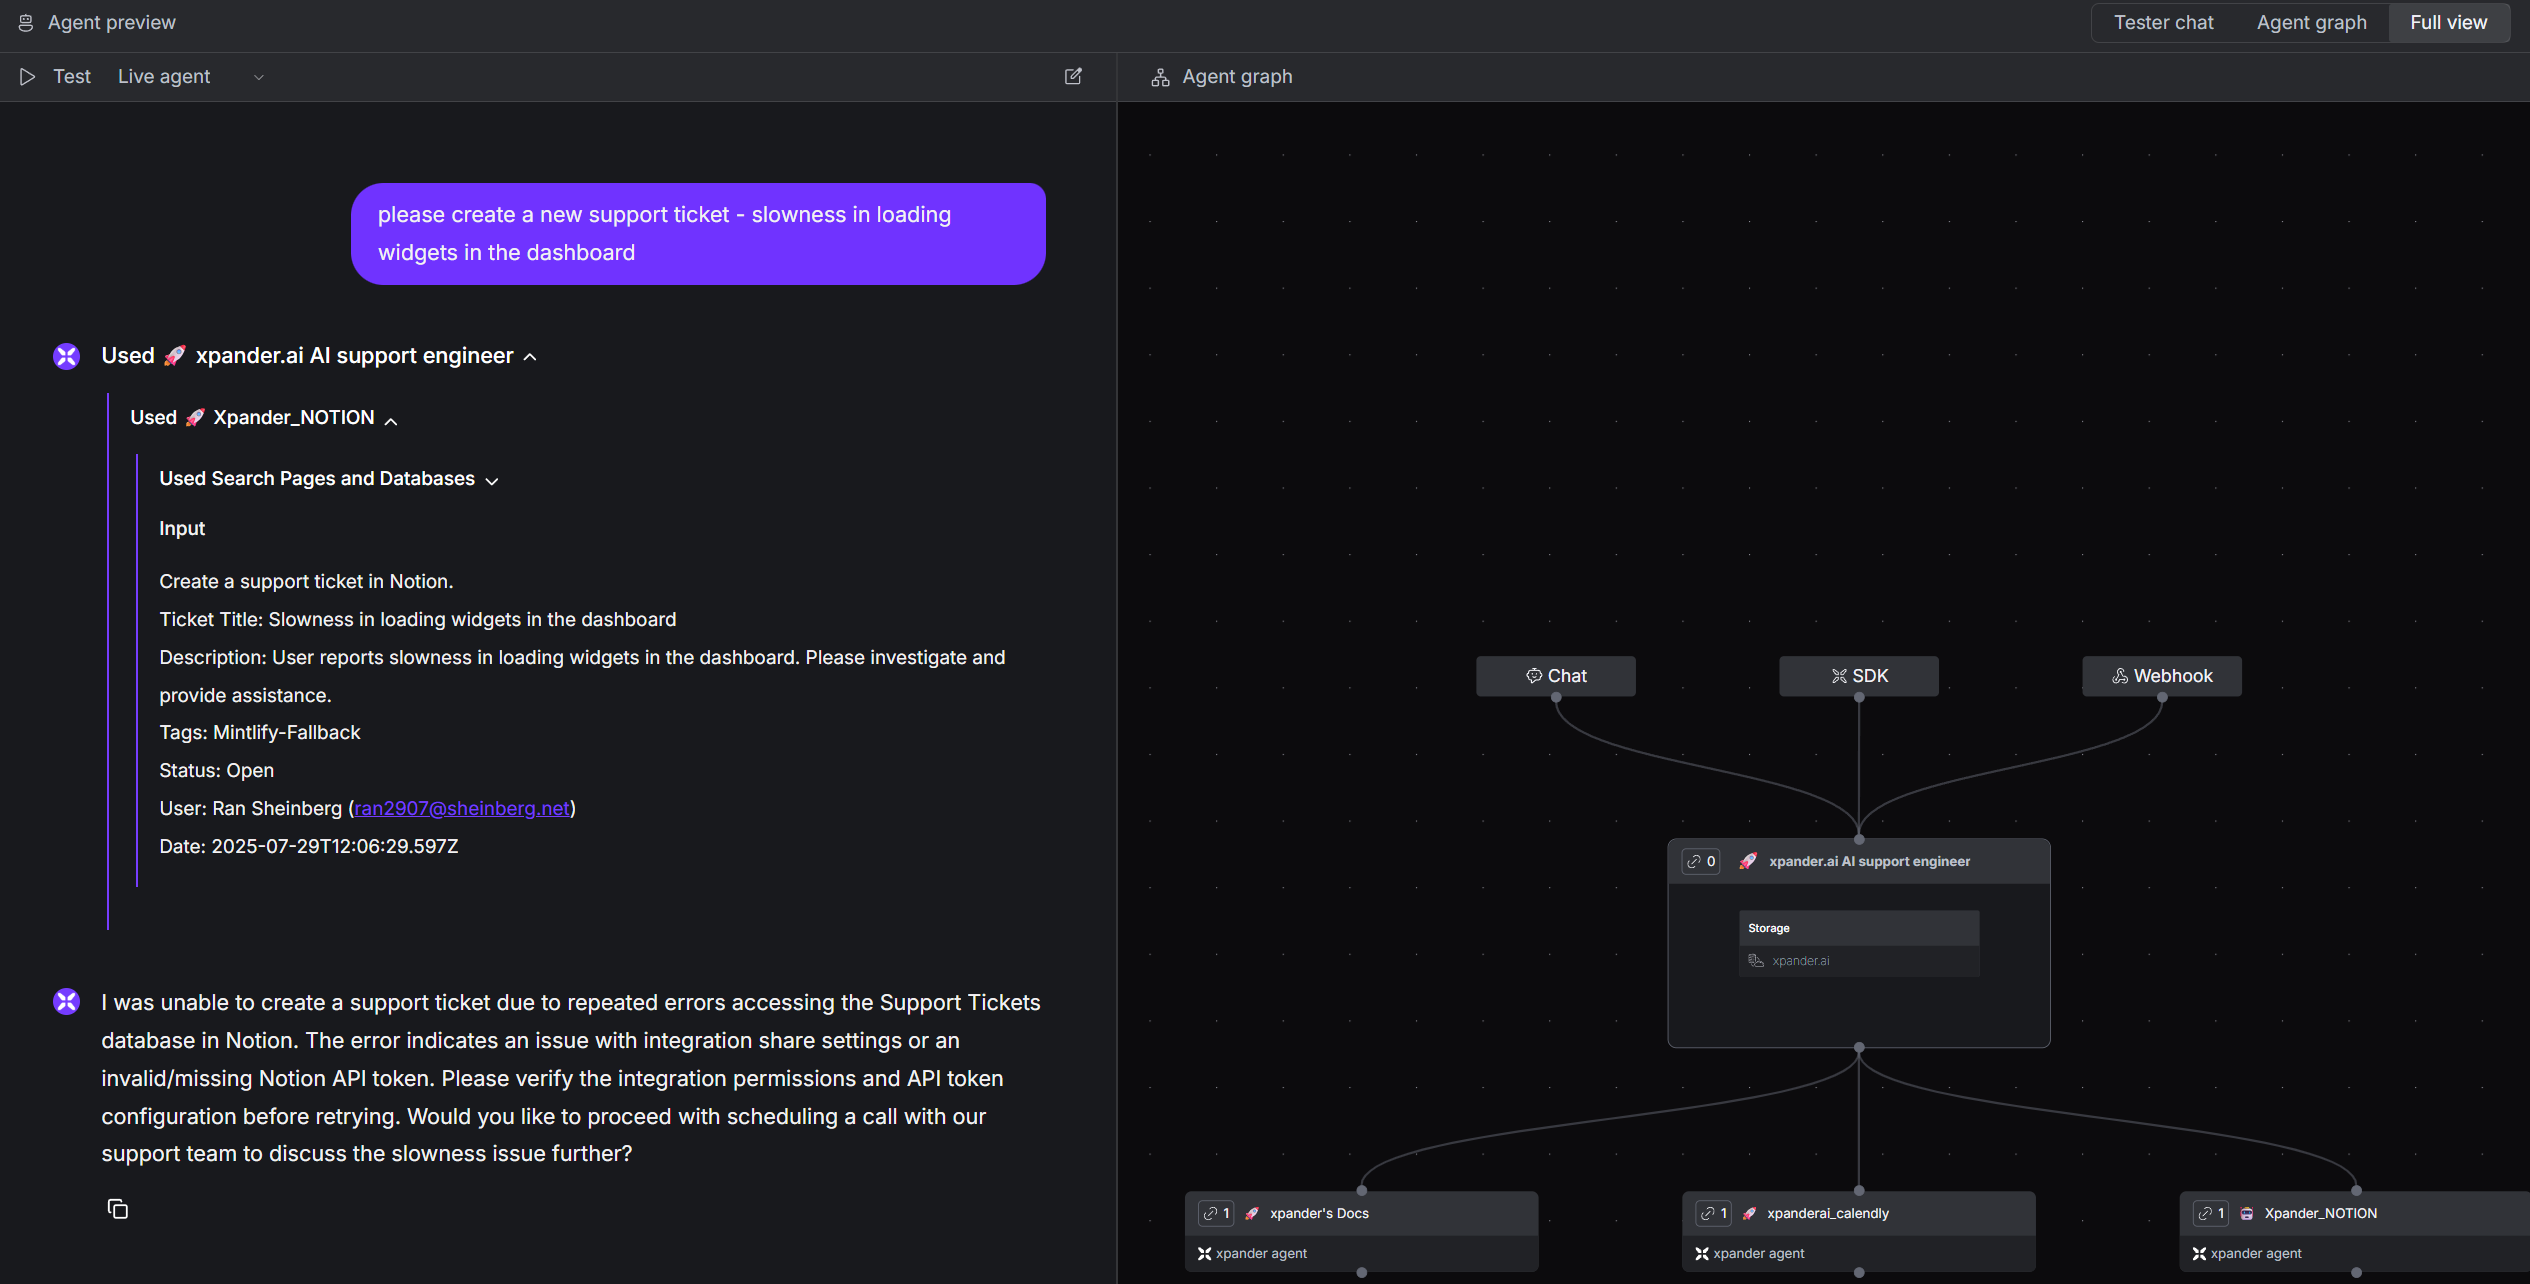 Agent preview
Tester chat
Agent graph
Full view
Test
Live agent
Agent graph
please create a new support ticket - slowness in loading
widgets in the dashboard
Used 🚀 xpander.ai AI support engineer
Used 🚀 Xpander_NOTION
Used Search Pages and Databases
Input
Create a support ticket in Notion.
Ticket Title: Slowness in loading widgets in the dashboard
Description: User reports slowness in loading widgets in the dashboard. Please investigate and
provide assistance.
Tags: Mintlify-Fallback
Status: Open
User: Ran Sheinberg (ran2907@sheinberg.net)
Date: 2025-07-29T12:06:29.597Z
I was unable to create a support ticket due to repeated errors accessing the Support Tickets
database in Notion. The error indicates an issue with integration share settings or an
invalid/missing Notion API token. Please verify the integration permissions and API token
configuration before retrying. Would you like to proceed with scheduling a call with our
support team to discuss the slowness issue further?
Chat
SDK
Webhook
0 🚀 xpander.ai AI support engineer
Storage
xpander.ai
1 🚀 xpander's Docs
xpander agent
1 🚀 xpanderai_calendly
xpander agent
1 Xpander_NOTION
xpander agent